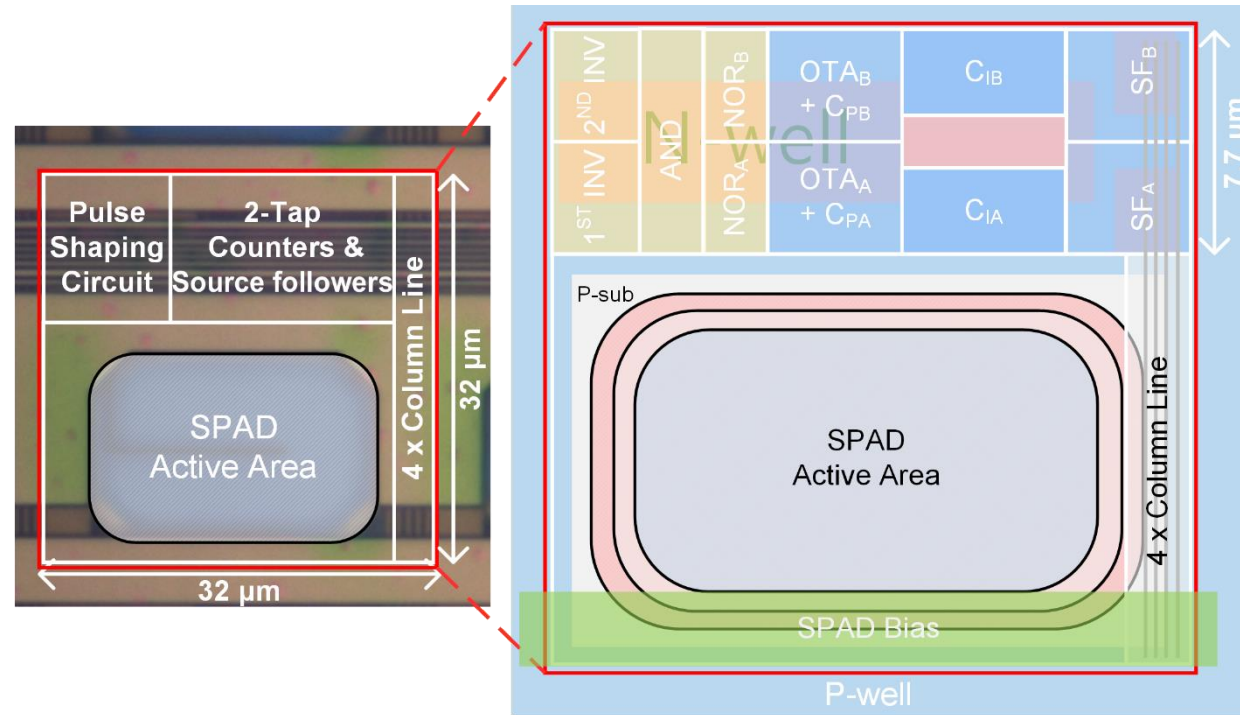 Pulse
Shaping
Circuit
2-Tap
Counters &
Source followers
4 x Column Line
SPAD
Active Area
32 µm
32 µm
2ND INV
1ST INV
AND
NORB
NORA
N-well
OTAB
+ CPB
OTAA
+ CPA
CIB
CIA
SFB
SFA
7.7 µm
P-sub
SPAD
Active Area
4 x Column Line
SPAD Bias
P-well